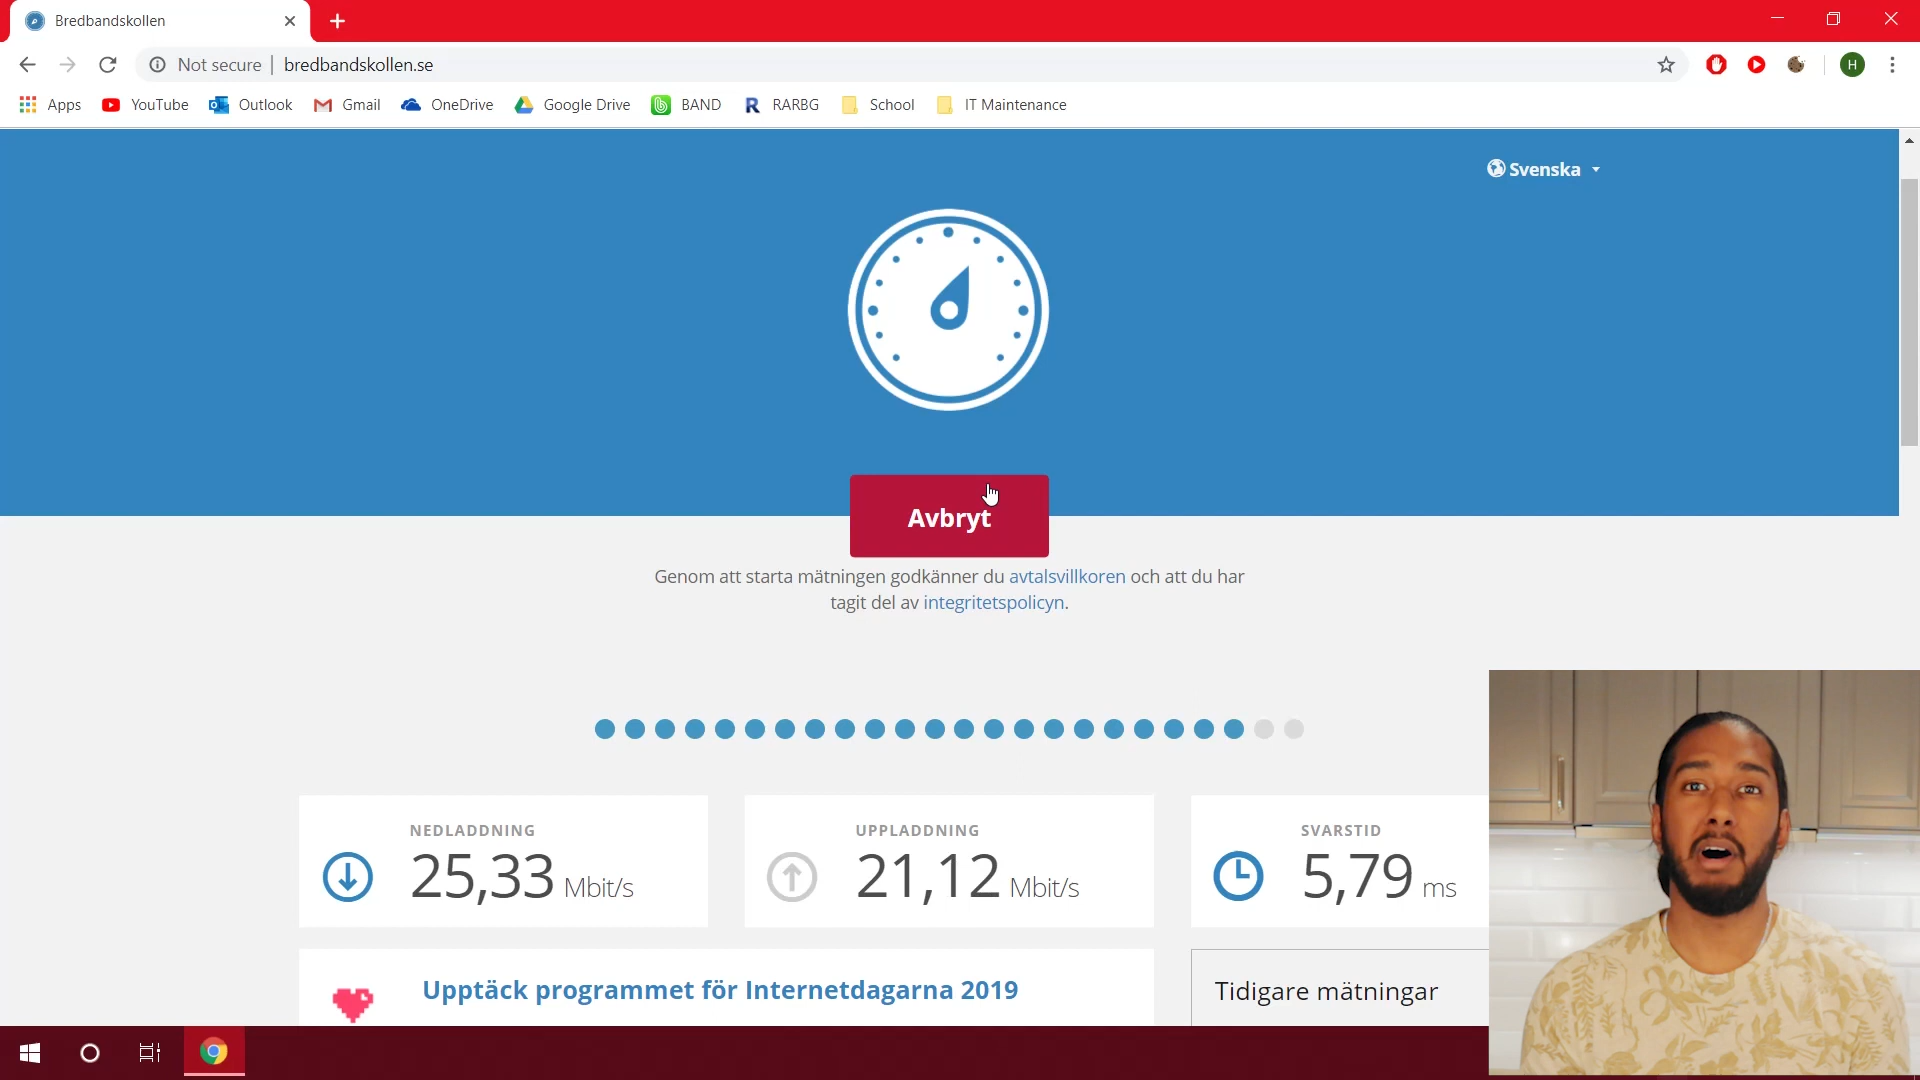 Bredbandskollen
Not secure | bredbandskollen.se
H
Apps YouTube Outlook Gmail OneDrive Google Drive BAND RARBG School IT Maintenance
Svenska
Avbryt
Genom att starta mätningen godkänner du avtalsvillkoren och att du har
tagit del av integritetspolicyn.
NEDLADDNING
25,33 Mbit/s
UPPLADDNING
21,12 Mbit/s
SVARSTID
5,79 ms
Upptäck programmet för Internetdagarna 2019
Tidigare mätningar